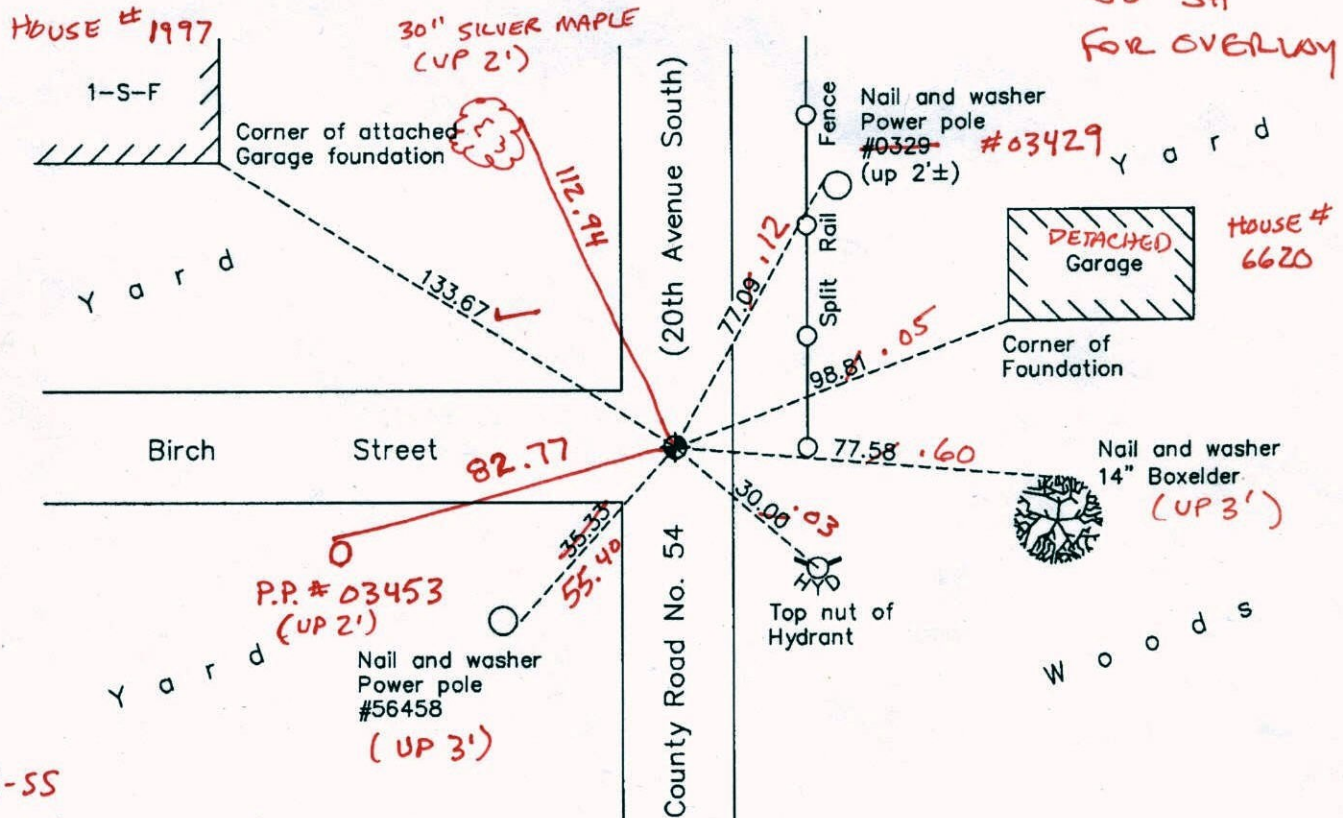 HOUSE # 1997
30" SILVER MAPLE
(UP 2')
FOR OVERLAY
1-S-F
Corner of attached
Garage foundation
(20th Avenue South)
Fence
Split Rail
Nail and washer
Power pole
#0329 #03429
(up 2'±)
Yard
DETACHED
Garage
HOUSE #
6620
Corner of
Foundation
Yard
133.67
112.94
77.09 .12
98.81 .05
Birch Street
82.77
77.58 .60
Nail and washer
14" Boxelder
(UP 3')
30.00 .03
35.33
55.40
P.P. # 03453
(UP 2')
HYD
Top nut of
Hydrant
Yard
Nail and washer
Power pole
#56458
(UP 3')
County Road No. 54
Woods
-SS